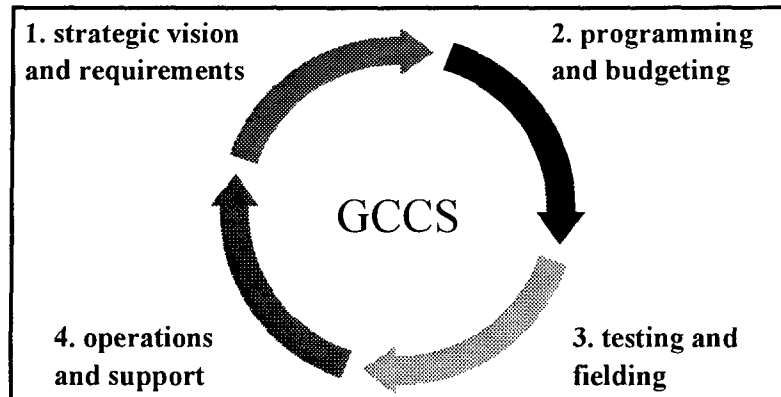 1. strategic vision
and requirements
2. programming
and budgeting
GCCS
4. operations
and support
3. testing and
fielding